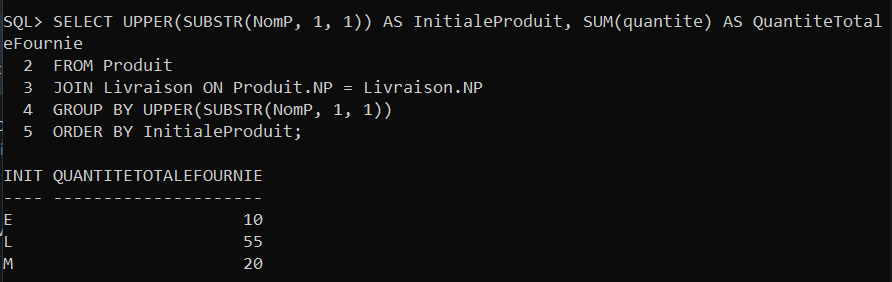 SQL> SELECT UPPER(SUBSTR(NomP, 1, 1)) AS InitialeProduit, SUM(quantite) AS QuantiteTotal
eFournie
  2  FROM Produit
  3  JOIN Livraison ON Produit.NP = Livraison.NP
  4  GROUP BY UPPER(SUBSTR(NomP, 1, 1))
  5  ORDER BY InitialeProduit;
INIT QUANTITETOTALEFOURNIE
---- ---------------------
E                       10
L                       55
M                       20